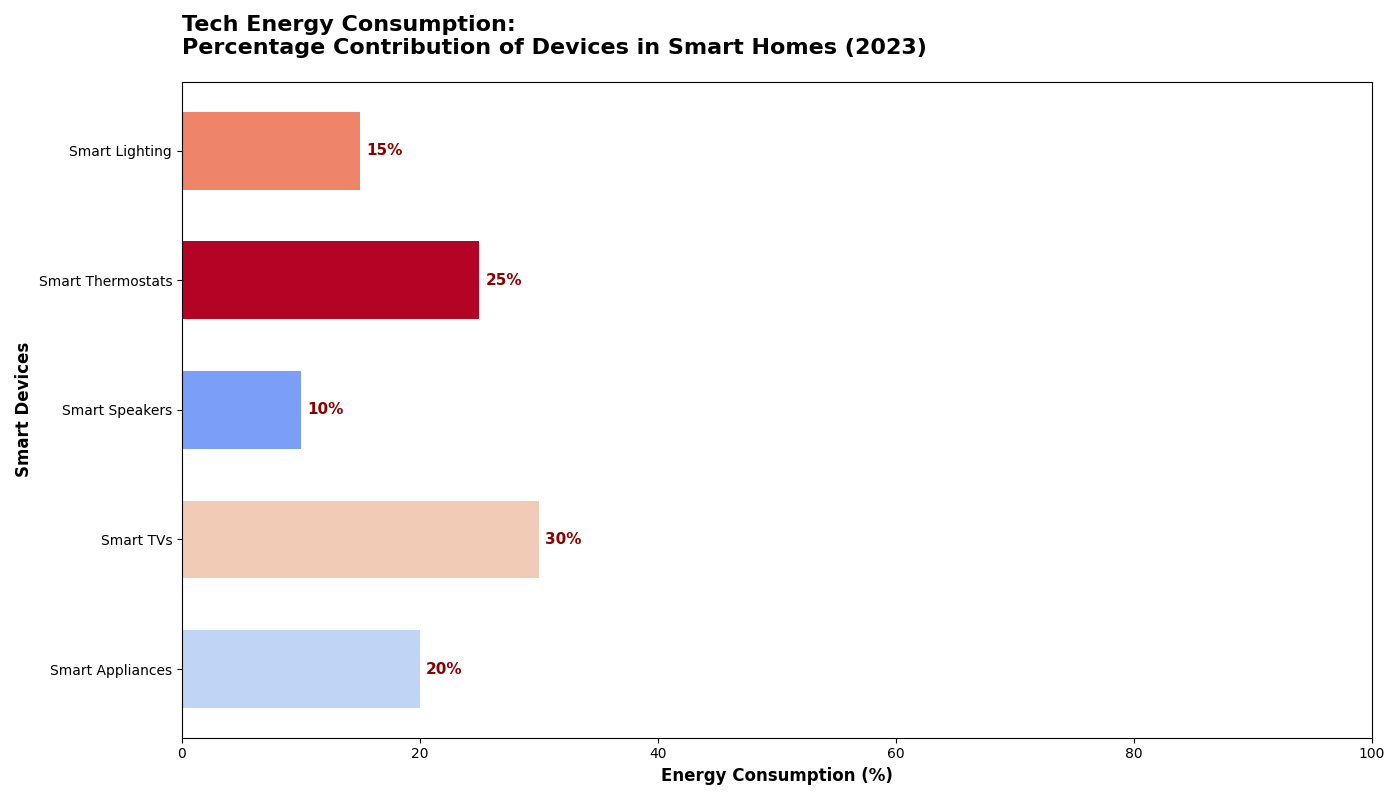 Tech Energy Consumption:
Percentage Contribution of Devices in Smart Homes (2023)
Smart Devices
Smart Lighting
15%
Smart Thermostats
25%
Smart Speakers
10%
Smart TVs
30%
Smart Appliances
20%
0 20 40 60 80 100
Energy Consumption (%)